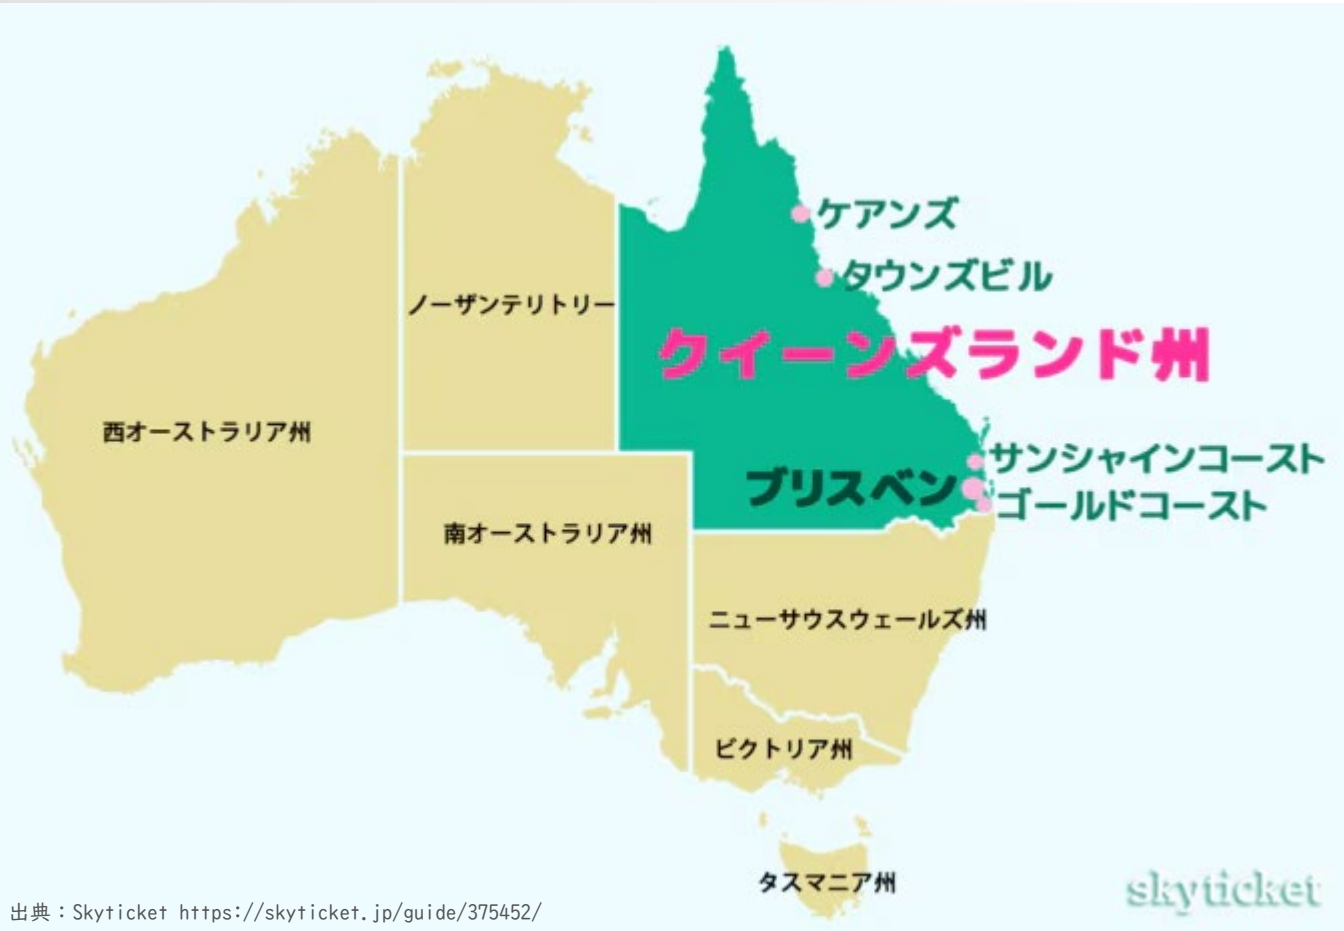 ケアンズ
タウンズビル
ノーザンテリトリー
クイーンズランド州
西オーストラリア州
サンシャインコースト
ブリスベン
ゴールドコースト
南オーストラリア州
ニューサウスウェールズ州
ビクトリア州
タスマニア州
skyticket
出典：Skyticket https://skyticket.jp/guide/375452/